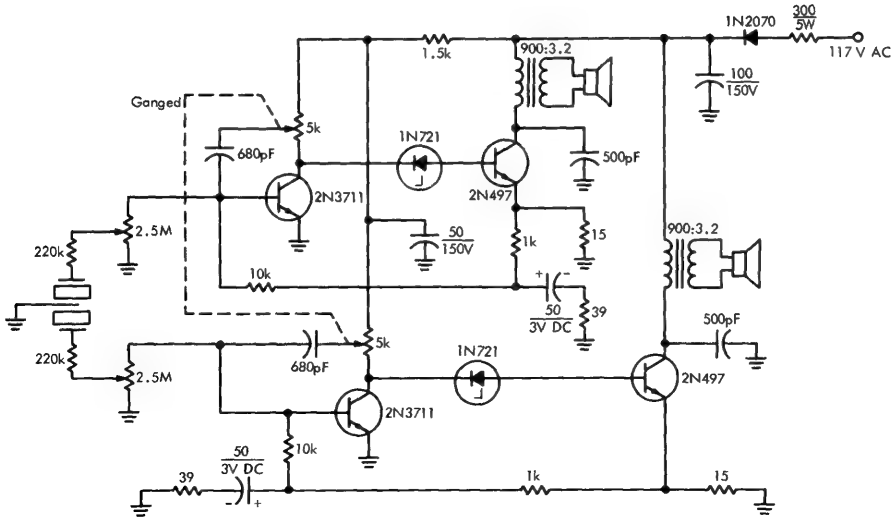 1N2070
300
5W
1.5k
900:3.2
117 V AC
100
150V
Ganged
5k
1N721
680pF
500pF
2N3711
2N497
50
150V
15
1k
900:3.2
2.5M
220k
10k
+ -
50
3V DC
39
500pF
220k
5k
1N721
680pF
2.5M
2N497
2N3711
50
3V DC
10k
39
- +
1k
15